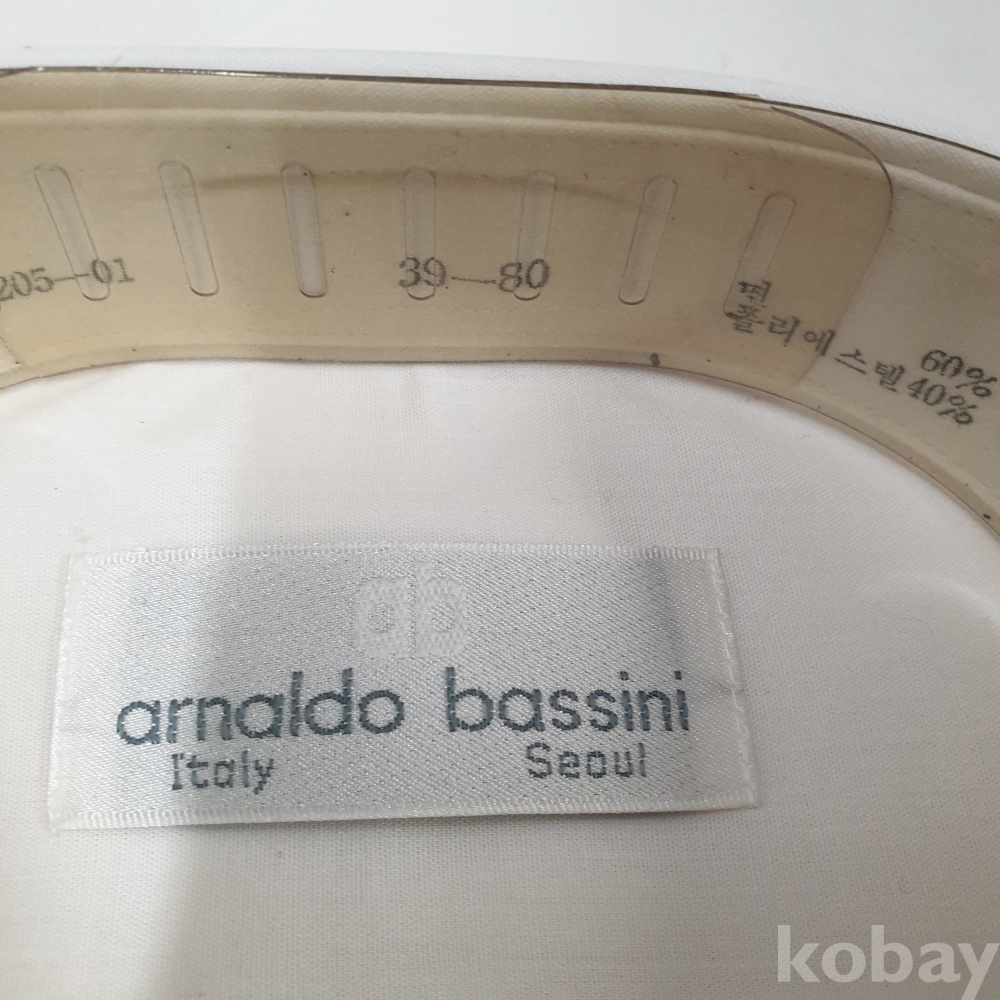 205—01
39—80
면 60%
폴리에스텔 40%
ab
arnaldo bassini
Italy Seoul
kobay